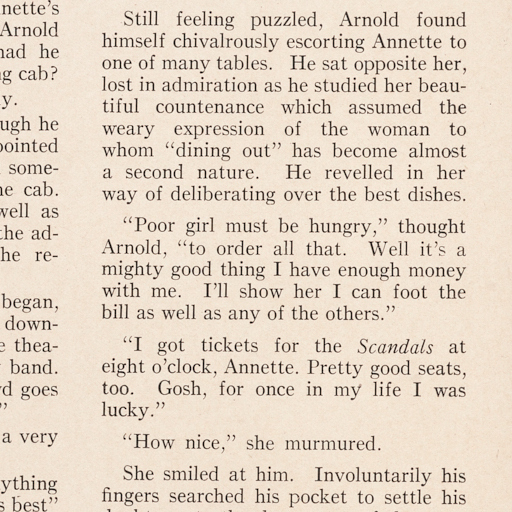 nnette's
Arnold
had he
ng cab?
y.
ugh he
pointed
some-
he cab.
well as
the ad-
he re-
began,
down-
e thea-
band.
rd goes
"
a very
ything
s best"
Still feeling puzzled, Arnold found
himself chivalrously escorting Annette to
one of many tables. He sat opposite her,
lost in admiration as he studied her beau-
tiful countenance which assumed the
weary expression of the woman to
whom "dining out" has become almost
a second nature. He revelled in her
way of deliberating over the best dishes.
"Poor girl must be hungry," thought
Arnold, "to order all that. Well it's a
mighty good thing I have enough money
with me. I'll show her I can foot the
bill as well as any of the others."
"I got tickets for the Scandals at
eight o'clock, Annette. Pretty good seats,
too. Gosh, for once in my life I was
lucky."
"How nice," she murmured.
She smiled at him. Involuntarily his
fingers searched his pocket to settle his